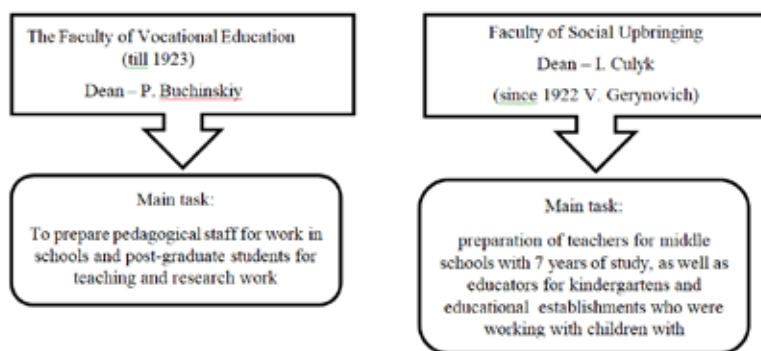 The Faculty of Vocational Education
(till 1923)
Dean – P. Buchinskiy
Main task:
To prepare pedagogical staff for work in
schools and post-graduate students for
teaching and research work
Faculty of Social Upbringing
Dean – I. Culyk
(since 1922 V. Gerynovich)
Main task:
preparation of teachers for middle
schools with 7 years of study, as well as
educators for kindergartens and
educational establishments who were
working with children with